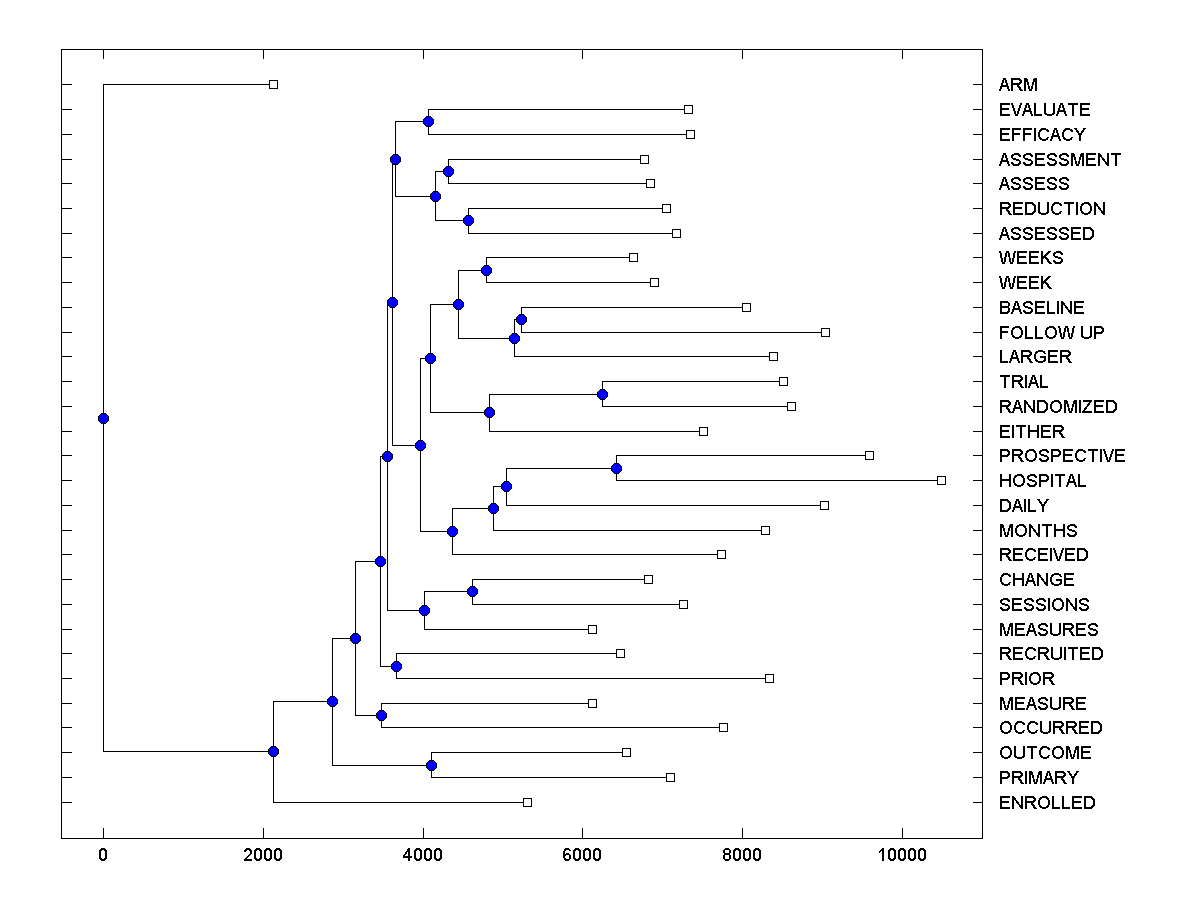 ARM
EVALUATE
EFFICACY
ASSESSMENT
ASSESS
REDUCTION
ASSESSED
WEEKS
WEEK
BASELINE
FOLLOW UP
LARGER
TRIAL
RANDOMIZED
EITHER
PROSPECTIVE
HOSPITAL
DAILY
MONTHS
RECEIVED
CHANGE
SESSIONS
MEASURES
RECRUITED
PRIOR
MEASURE
OCCURRED
OUTCOME
PRIMARY
ENROLLED
0 2000 4000 6000 8000 10000